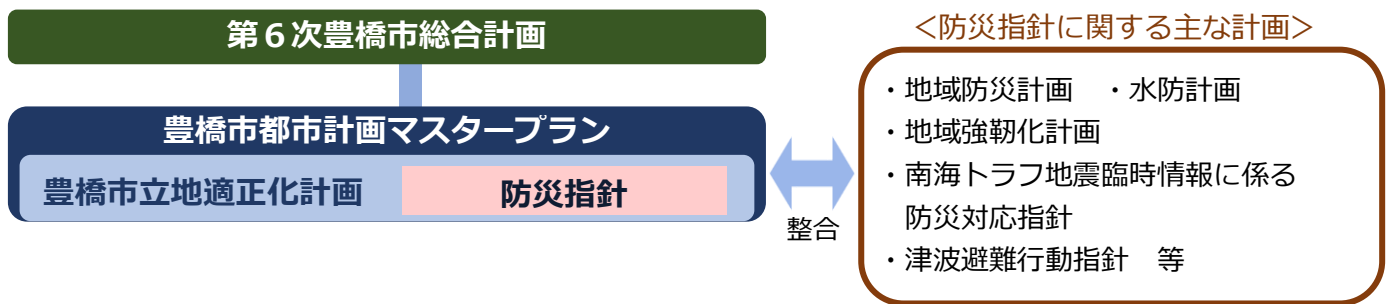 第６次豊橋市総合計画
豊橋市都市計画マスタープラン
豊橋市立地適正化計画
防災指針
整合
＜防災指針に関する主な計画＞
・地域防災計画　・水防計画
・地域強靭化計画
・南海トラフ地震臨時情報に係る
防災対応指針
・津波避難行動指針　等